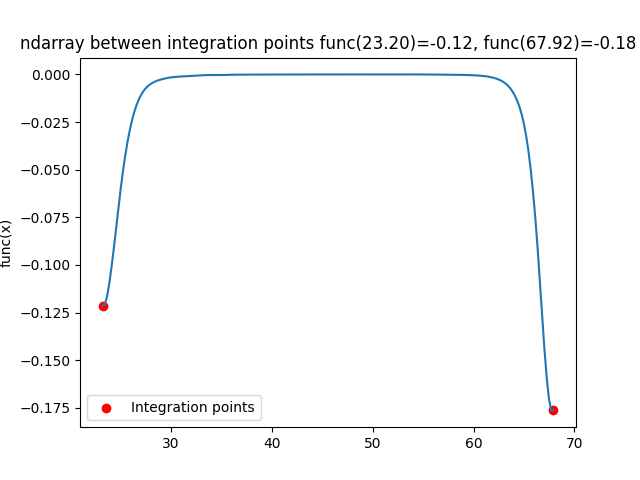 ndarray between integration points func(23.20)=-0.12, func(67.92)=-0.18
0.000
−0.025
−0.050
−0.075
−0.100
−0.125
−0.150
−0.175
func(x)
Integration points
30 40 50 60 70